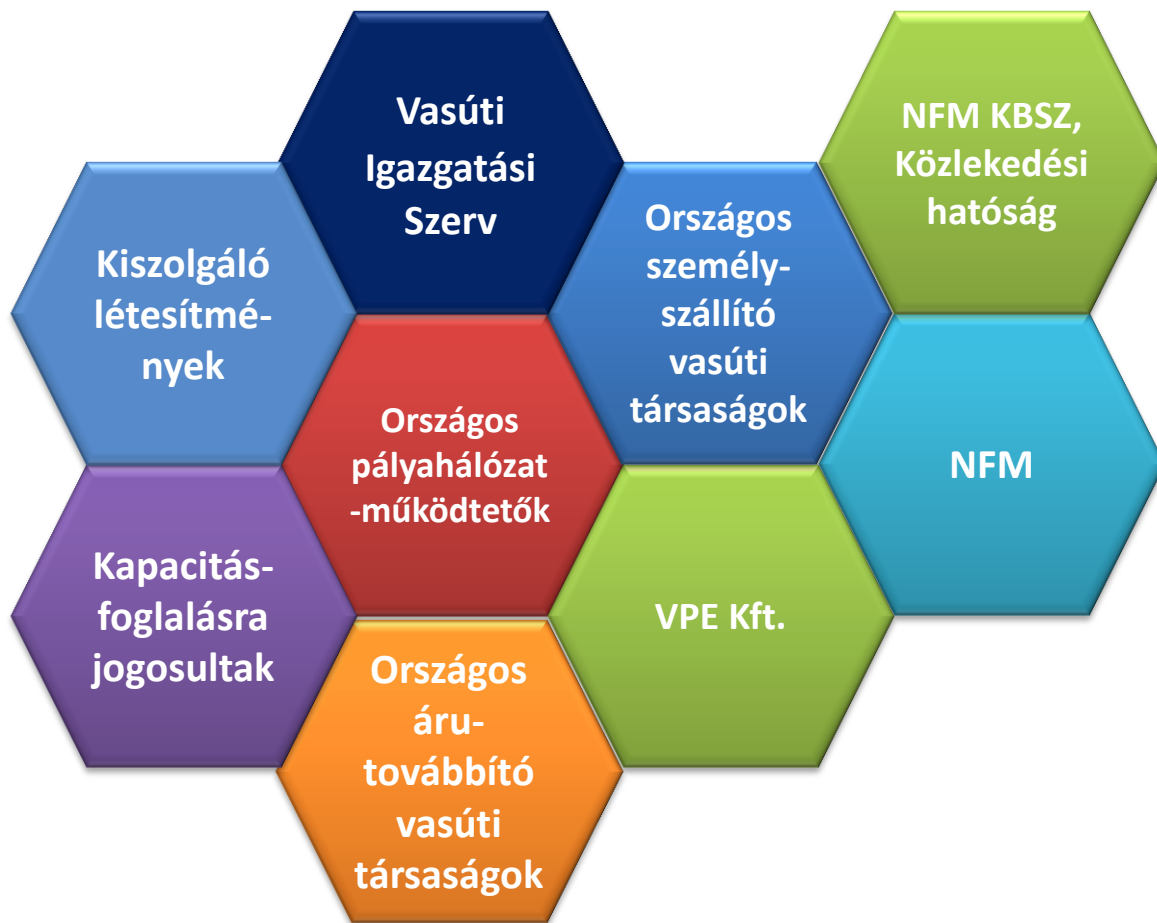 Vasúti
Igazgatási
Szerv
NFM KBSZ,
Közlekedési
hatóság
Kiszolgáló
létesítmé-
nyek
Országos
személy-
szállító
vasúti
társaságok
Országos
pályahálózat
-működtetők
NFM
Kapacitás-
foglalásra
jogosultak
VPE Kft.
Országos
áru-
továbbító
vasúti
társaságok